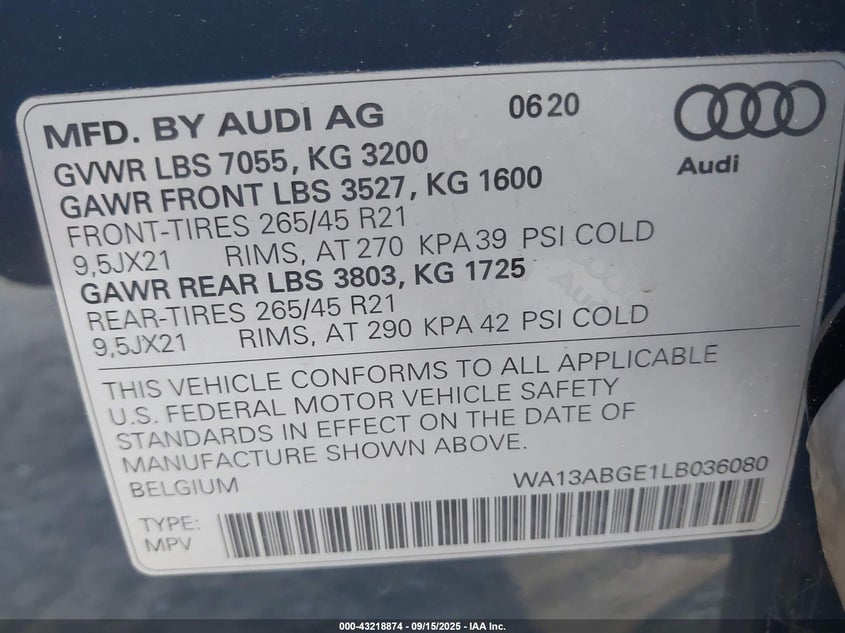 MFD. BY AUDI AG 0620
Audi
GVWR LBS 7055, KG 3200
GAWR FRONT LBS 3527, KG 1600
FRONT-TIRES 265/45 R21
9,5JX21 RIMS, AT 270 KPA 39 PSI COLD
GAWR REAR LBS 3803, KG 1725
REAR-TIRES 265/45 R21
9,5JX21 RIMS, AT 290 KPA 42 PSI COLD
THIS VEHICLE CONFORMS TO ALL APPLICABLE
U.S. FEDERAL MOTOR VEHICLE SAFETY
STANDARDS IN EFFECT ON THE DATE OF
MANUFACTURE SHOWN ABOVE.
BELGIUM WA13ABGE1LB036080
TYPE:
MPV
000-43218874 - 09/15/2025 - IAA Inc.